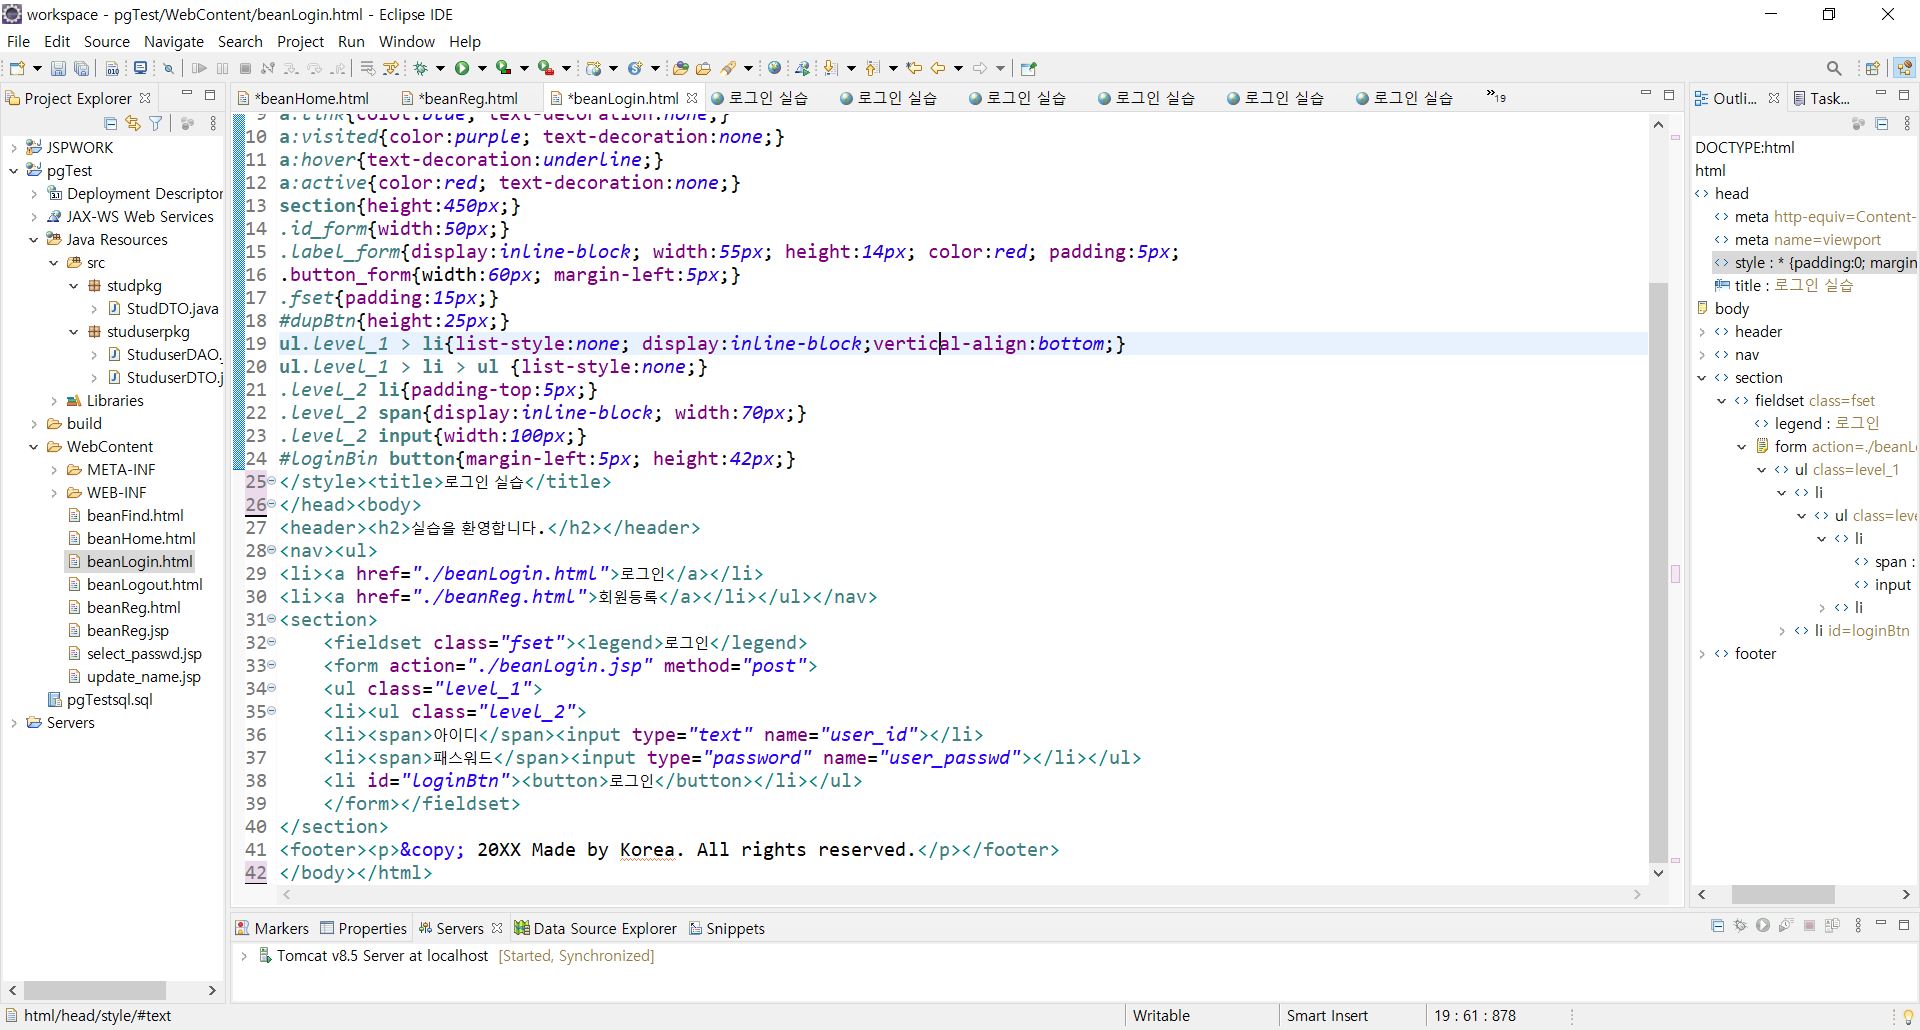 workspace - pgTest/WebContent/beanLogin.html - Eclipse IDE
File Edit Source Navigate Search Project Run Window Help
Project Explorer
*beanHome.html *beanReg.html *beanLogin.html 로그인 실습 로그인 실습 로그인 실습 로그인 실습 로그인 실습 로그인 실습 »19
Outli... Task...
JSPWORK
pgTest
Deployment Descriptor
JAX-WS Web Services
Java Resources
src
studpkg
StudDTO.java
studuserpkg
StuduserDAO.
StuduserDTO.j
Libraries
build
WebContent
META-INF
WEB-INF
beanFind.html
beanHome.html
beanLogin.html
beanLogout.html
beanReg.html
beanReg.jsp
select_passwd.jsp
update_name.jsp
pgTestsql.sql
Servers
9 a:link{color:blue; text-decoration:none;}
10 a:visited{color:purple; text-decoration:none;}
11 a:hover{text-decoration:underline;}
12 a:active{color:red; text-decoration:none;}
13 section{height:450px;}
14 .id_form{width:50px;}
15 .label_form{display:inline-block; width:55px; height:14px; color:red; padding:5px;
16 .button_form{width:60px; margin-left:5px;}
17 .fset{padding:15px;}
18 #dupBtn{height:25px;}
19 ul.level_1 > li{list-style:none; display:inline-block;vertical-align:bottom;}
20 ul.level_1 > li > ul {list-style:none;}
21 .level_2 li{padding-top:5px;}
22 .level_2 span{display:inline-block; width:70px;}
23 .level_2 input{width:100px;}
24 #loginBin button{margin-left:5px; height:42px;}
25 </style><title>로그인 실습</title>
26 </head><body>
27 <header><h2>실습을 환영합니다.</h2></header>
28 <nav><ul>
29 <li><a href="./beanLogin.html">로그인</a></li>
30 <li><a href="./beanReg.html">회원등록</a></li></ul></nav>
31 <section>
32 <fieldset class="fset"><legend>로그인</legend>
33 <form action="./beanLogin.jsp" method="post">
34 <ul class="level_1">
35 <li><ul class="level_2">
36 <li><span>아이디</span><input type="text" name="user_id"></li>
37 <li><span>패스워드</span><input type="password" name="user_passwd"></li></ul>
38 <li id="loginBtn"><button>로그인</button></li></ul>
39 </form></fieldset>
40 </section>
41 <footer><p>&copy; 20XX Made by Korea. All rights reserved.</p></footer>
42 </body></html>
DOCTYPE:html
html
head
meta http-equiv=Content-
meta name=viewport
style : * {padding:0; margin
title : 로그인 실습
body
header
nav
section
fieldset class=fset
legend : 로그인
form action=./beanL
ul class=level_1
li
ul class=leve
li
span :
input
li
li id=loginBtn
footer
Markers Properties Servers Data Source Explorer Snippets
Tomcat v8.5 Server at localhost [Started, Synchronized]
html/head/style/#text Writable Smart Insert 19 : 61 : 878